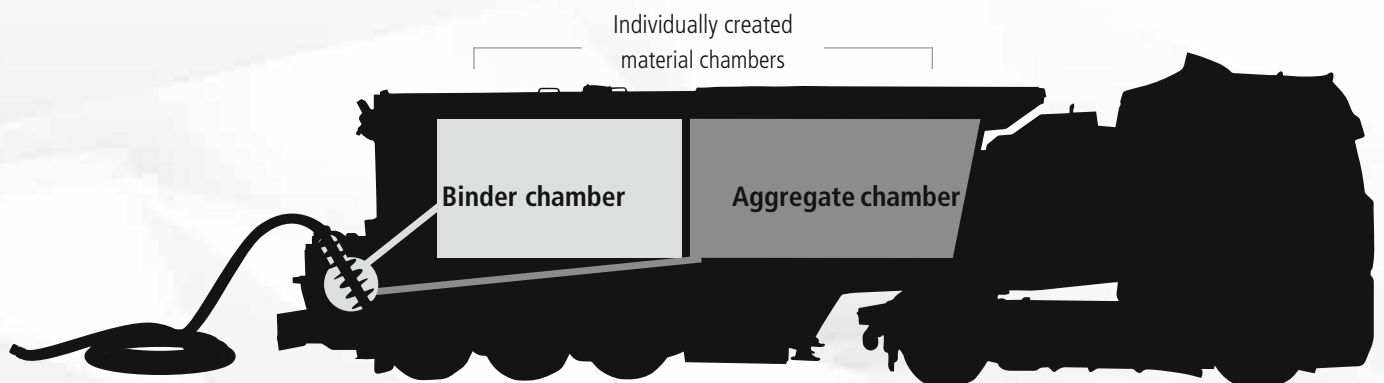 Individually created
material chambers
Binder chamber
Aggregate chamber